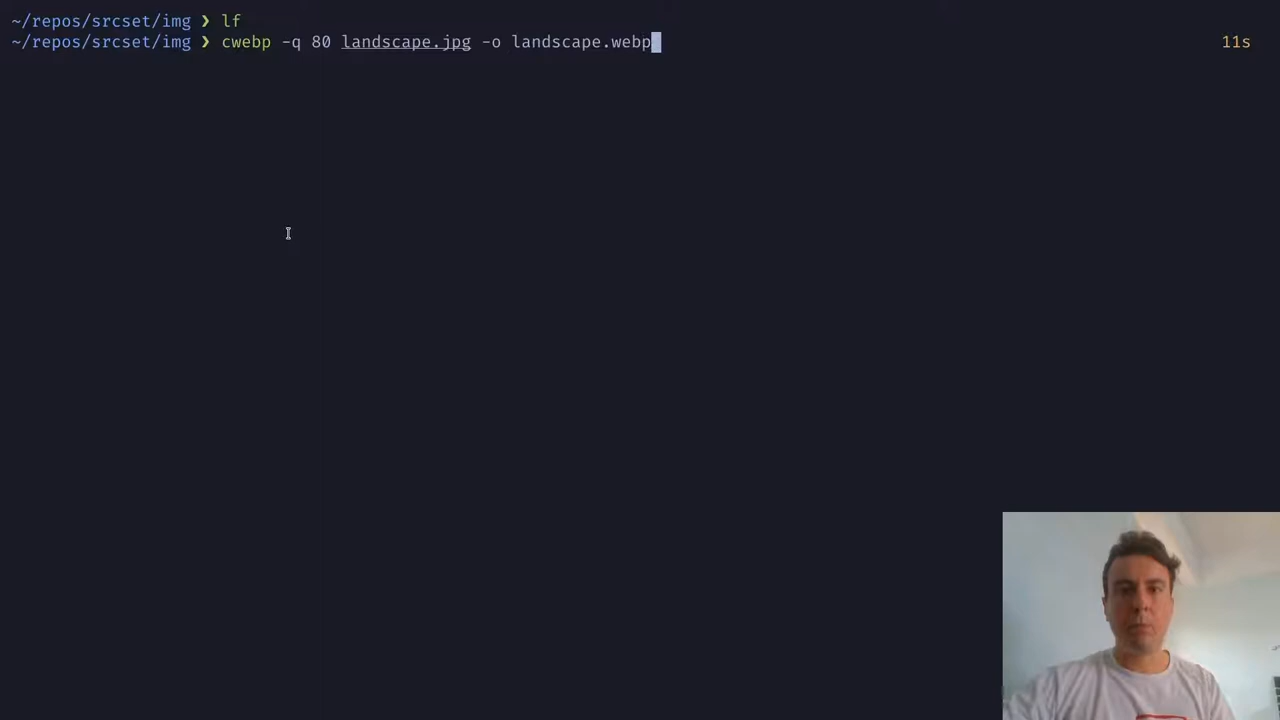 ~/repos/srcset/img ❯ lf
~/repos/srcset/img ❯ cwebp -q 80 landscape.jpg -o landscape.webp 11s